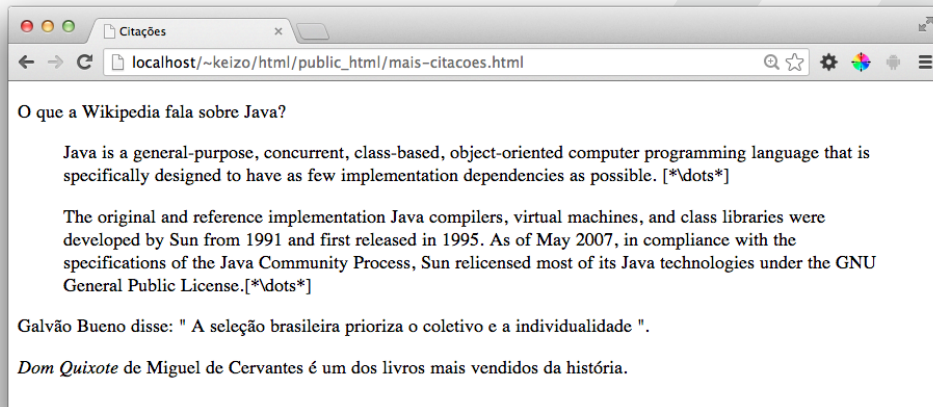 Citações
localhost/~keizo/html/public_html/mais-citacoes.html
O que a Wikipedia fala sobre Java?
Java is a general-purpose, concurrent, class-based, object-oriented computer programming language that is
specifically designed to have as few implementation dependencies as possible. [*\dots*]
The original and reference implementation Java compilers, virtual machines, and class libraries were
developed by Sun from 1991 and first released in 1995. As of May 2007, in compliance with the
specifications of the Java Community Process, Sun relicensed most of its Java technologies under the GNU
General Public License.[*\dots*]
Galvão Bueno disse: " A seleção brasileira prioriza o coletivo e a individualidade ".
Dom Quixote de Miguel de Cervantes é um dos livros mais vendidos da história.